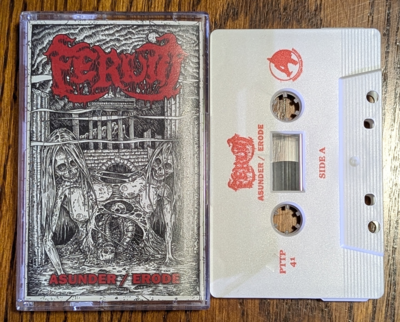 FERUM
ASUNDER / ERODE
FERUM
ASUNDER / ERODE
SIDE A
PTTP
41